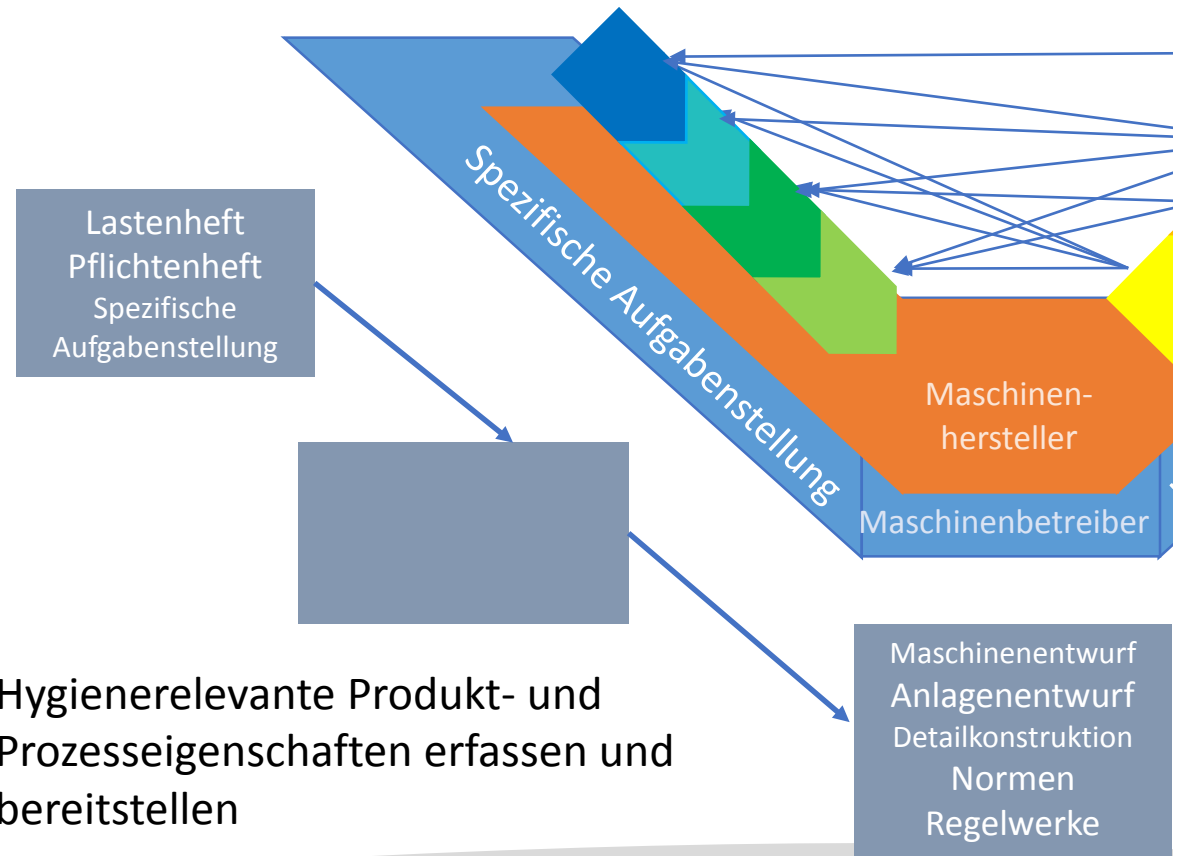 Spezifische Aufgabenstellung
Lastenheft
Pflichtenheft
Spezifische
Aufgabenstellung
Maschinen-
hersteller
Maschinenbetreiber
Maschinenentwurf
Anlagenentwurf
Detailkonstruktion
Normen
Regelwerke
Hygienerelevante Produkt- und
Prozesseigenschaften erfassen und
bereitstellen